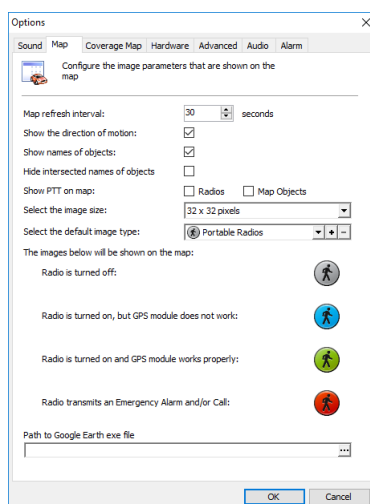 Options
Sound Map Coverage Map Hardware Advanced Audio Alarm
Configure the image parameters that are shown on the
map
Map refresh interval: 30 seconds
Show the direction of motion:
Show names of objects:
Hide intersected names of objects
Show PTT on map: Radios Map Objects
Select the image size: 32 x 32 pixels
Select the default image type: Portable Radios
The images below will be shown on the map:
Radio is turned off:
Radio is turned on, but GPS module does not work:
Radio is turned on and GPS module works properly:
Radio transmits an Emergency Alarm and/or Call:
Path to Google Earth exe file
OK Cancel